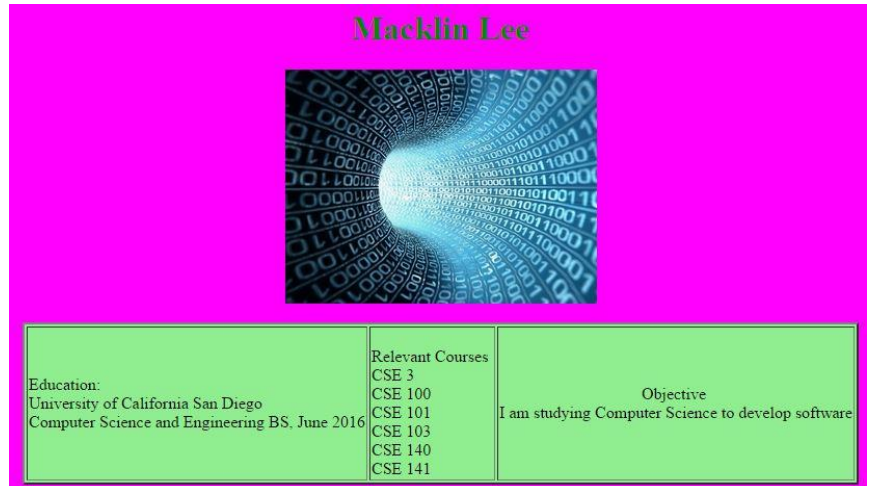 Macklin Lee
Education:
University of California San Diego
Computer Science and Engineering BS, June 2016
Relevant Courses
CSE 3
CSE 100
CSE 101
CSE 103
CSE 140
CSE 141
Objective
I am studying Computer Science to develop software